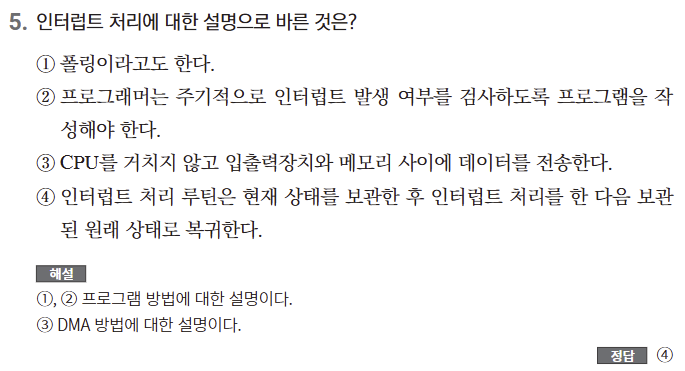 5. 인터럽트 처리에 대한 설명으로 바른 것은?
① 폴링이라고도 한다.
② 프로그래머는 주기적으로 인터럽트 발생 여부를 검사하도록 프로그램을 작
성해야 한다.
③ CPU를 거치지 않고 입출력장치와 메모리 사이에 데이터를 전송한다.
④ 인터럽트 처리 루틴은 현재 상태를 보관한 후 인터럽트 처리를 한 다음 보관
된 원래 상태로 복귀한다.
해설
①, ② 프로그램 방법에 대한 설명이다.
③ DMA 방법에 대한 설명이다.
정답 ④